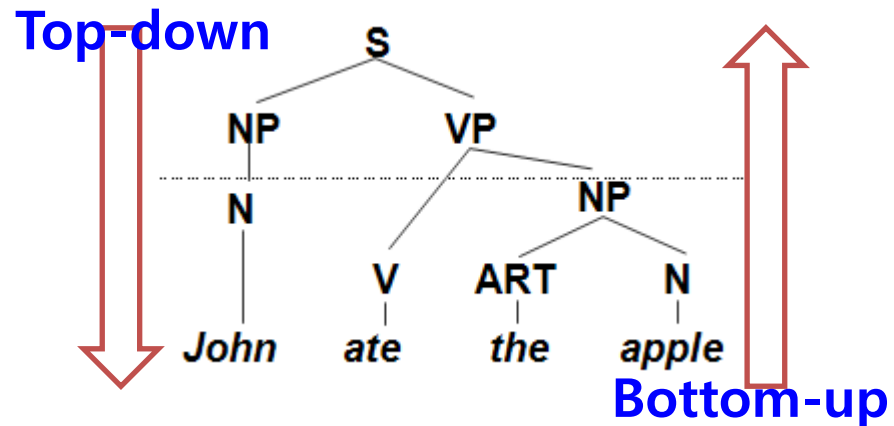 Top-down
S
NP VP
N NP
V ART N
John ate the apple
Bottom-up